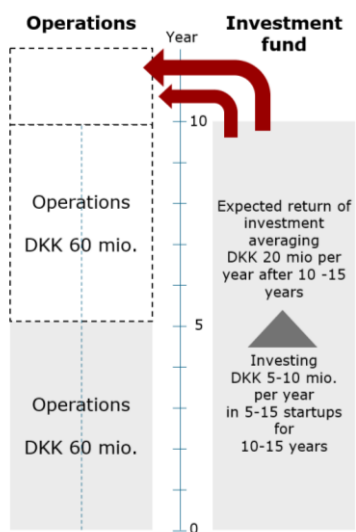 Operations
Year
Investment
fund
10
Operations
DKK 60 mio.
Expected return of
investment
averaging
DKK 20 mio per
year after 10 -15
years
5
Investing
DKK 5-10 mio.
per year
in 5-15 startups
for
10-15 years
Operations
DKK 60 mio.
0